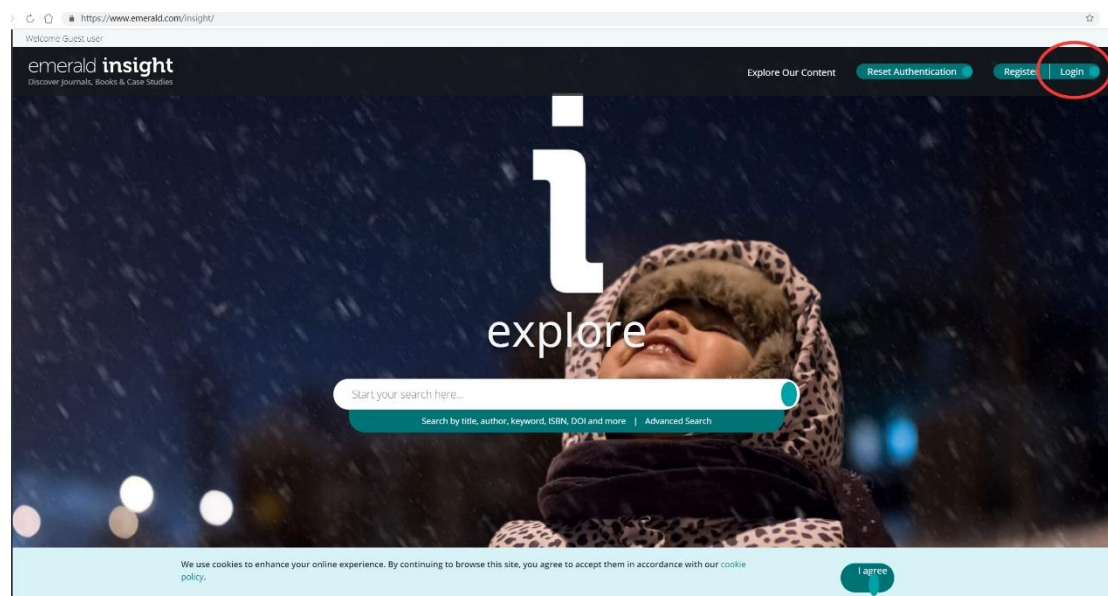 https://www.emerald.com/insight/
Welcome Guest user
emerald insight
Discover Journals, Books & Case Studies
Explore Our Content
Reset Authentication
Register
Login
i
explore
Start your search here...
Search by title, author, keyword, ISBN, DOI and more | Advanced Search
We use cookies to enhance your online experience. By continuing to browse this site, you agree to accept them in accordance with our cookie
policy.
I agree